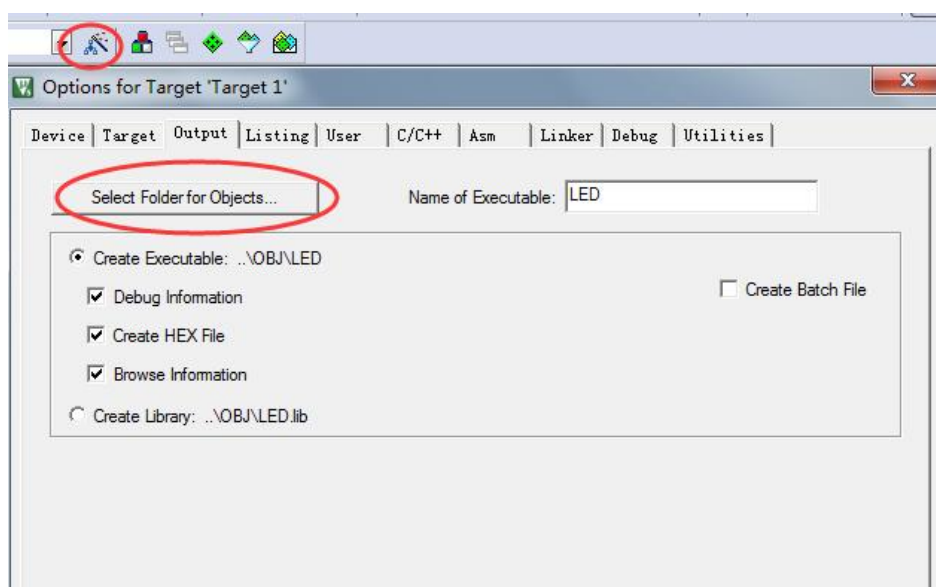 Options for Target 'Target 1'
Device Target Output Listing User C/C++ Asm Linker Debug Utilities
Select Folder for Objects... Name of Executable: LED
Create Executable: ..\OBJ\LED
Debug Information Create Batch File
Create HEX File
Browse Information
Create Library: ..\OBJ\LED.lib